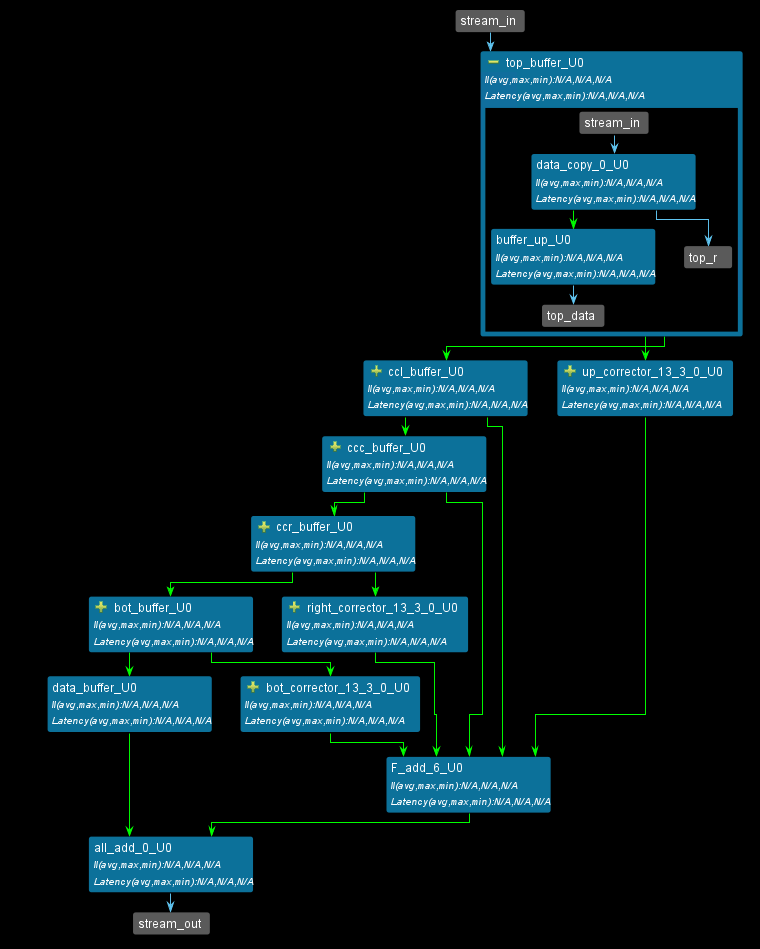 stream_in
top_buffer_U0
II(avg,max,min):N/A,N/A,N/A
Latency(avg,max,min):N/A,N/A,N/A
stream_in
data_copy_0_U0
II(avg,max,min):N/A,N/A,N/A
Latency(avg,max,min):N/A,N/A,N/A
buffer_up_U0
II(avg,max,min):N/A,N/A,N/A
Latency(avg,max,min):N/A,N/A,N/A
top_r
top_data
ccl_buffer_U0
II(avg,max,min):N/A,N/A,N/A
Latency(avg,max,min):N/A,N/A,N/A
up_corrector_13_3_0_U0
II(avg,max,min):N/A,N/A,N/A
Latency(avg,max,min):N/A,N/A,N/A
ccc_buffer_U0
II(avg,max,min):N/A,N/A,N/A
Latency(avg,max,min):N/A,N/A,N/A
ccr_buffer_U0
II(avg,max,min):N/A,N/A,N/A
Latency(avg,max,min):N/A,N/A,N/A
bot_buffer_U0
II(avg,max,min):N/A,N/A,N/A
Latency(avg,max,min):N/A,N/A,N/A
right_corrector_13_3_0_U0
II(avg,max,min):N/A,N/A,N/A
Latency(avg,max,min):N/A,N/A,N/A
data_buffer_U0
II(avg,max,min):N/A,N/A,N/A
Latency(avg,max,min):N/A,N/A,N/A
bot_corrector_13_3_0_U0
II(avg,max,min):N/A,N/A,N/A
Latency(avg,max,min):N/A,N/A,N/A
F_add_6_U0
II(avg,max,min):N/A,N/A,N/A
Latency(avg,max,min):N/A,N/A,N/A
all_add_0_U0
II(avg,max,min):N/A,N/A,N/A
Latency(avg,max,min):N/A,N/A,N/A
stream_out